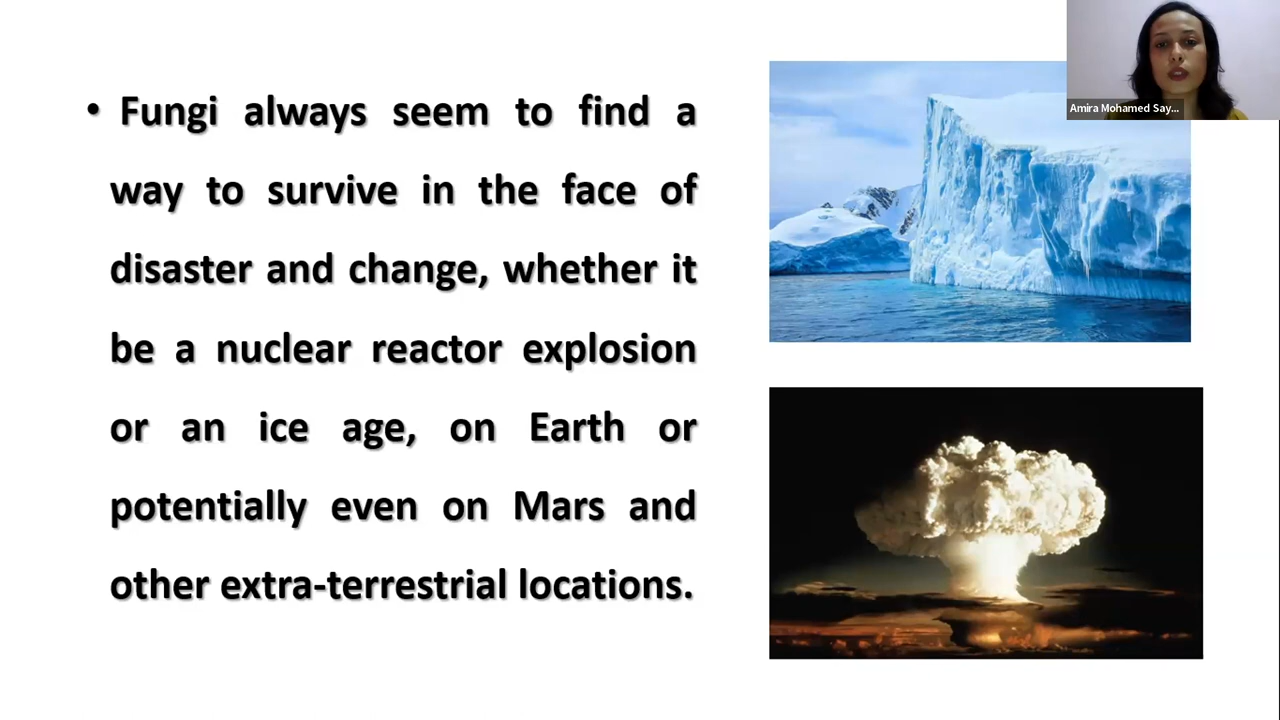 • Fungi always seem to find a
way to survive in the face of
disaster and change, whether it
be a nuclear reactor explosion
or an ice age, on Earth or
potentially even on Mars and
other extra-terrestrial locations.
Amira Mohamed Say...